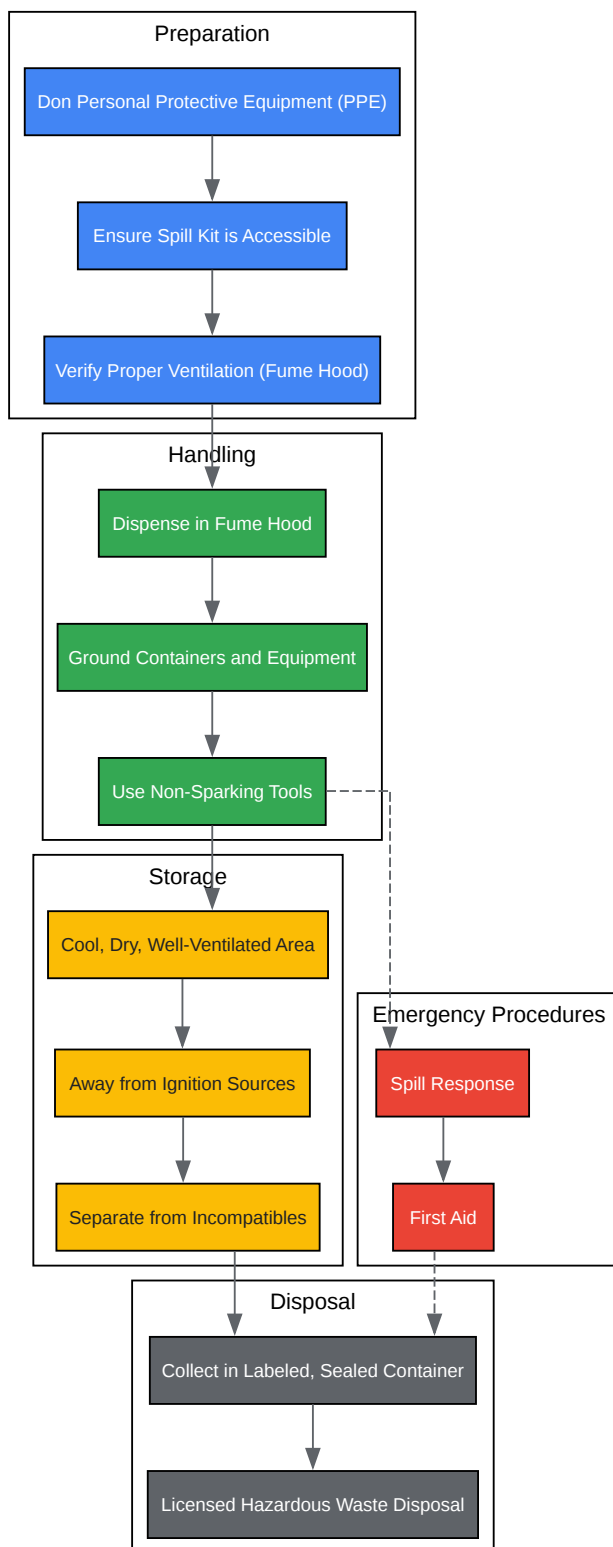 Preparation
Don Personal Protective Equipment (PPE)
Ensure Spill Kit is Accessible
Verify Proper Ventilation (Fume Hood)
Handling
Dispense in Fume Hood
Ground Containers and Equipment
Use Non-Sparking Tools
Storage
Cool, Dry, Well-Ventilated Area
Away from Ignition Sources
Separate from Incompatibles
Emergency Procedures
Spill Response
First Aid
Disposal
Collect in Labeled, Sealed Container
Licensed Hazardous Waste Disposal